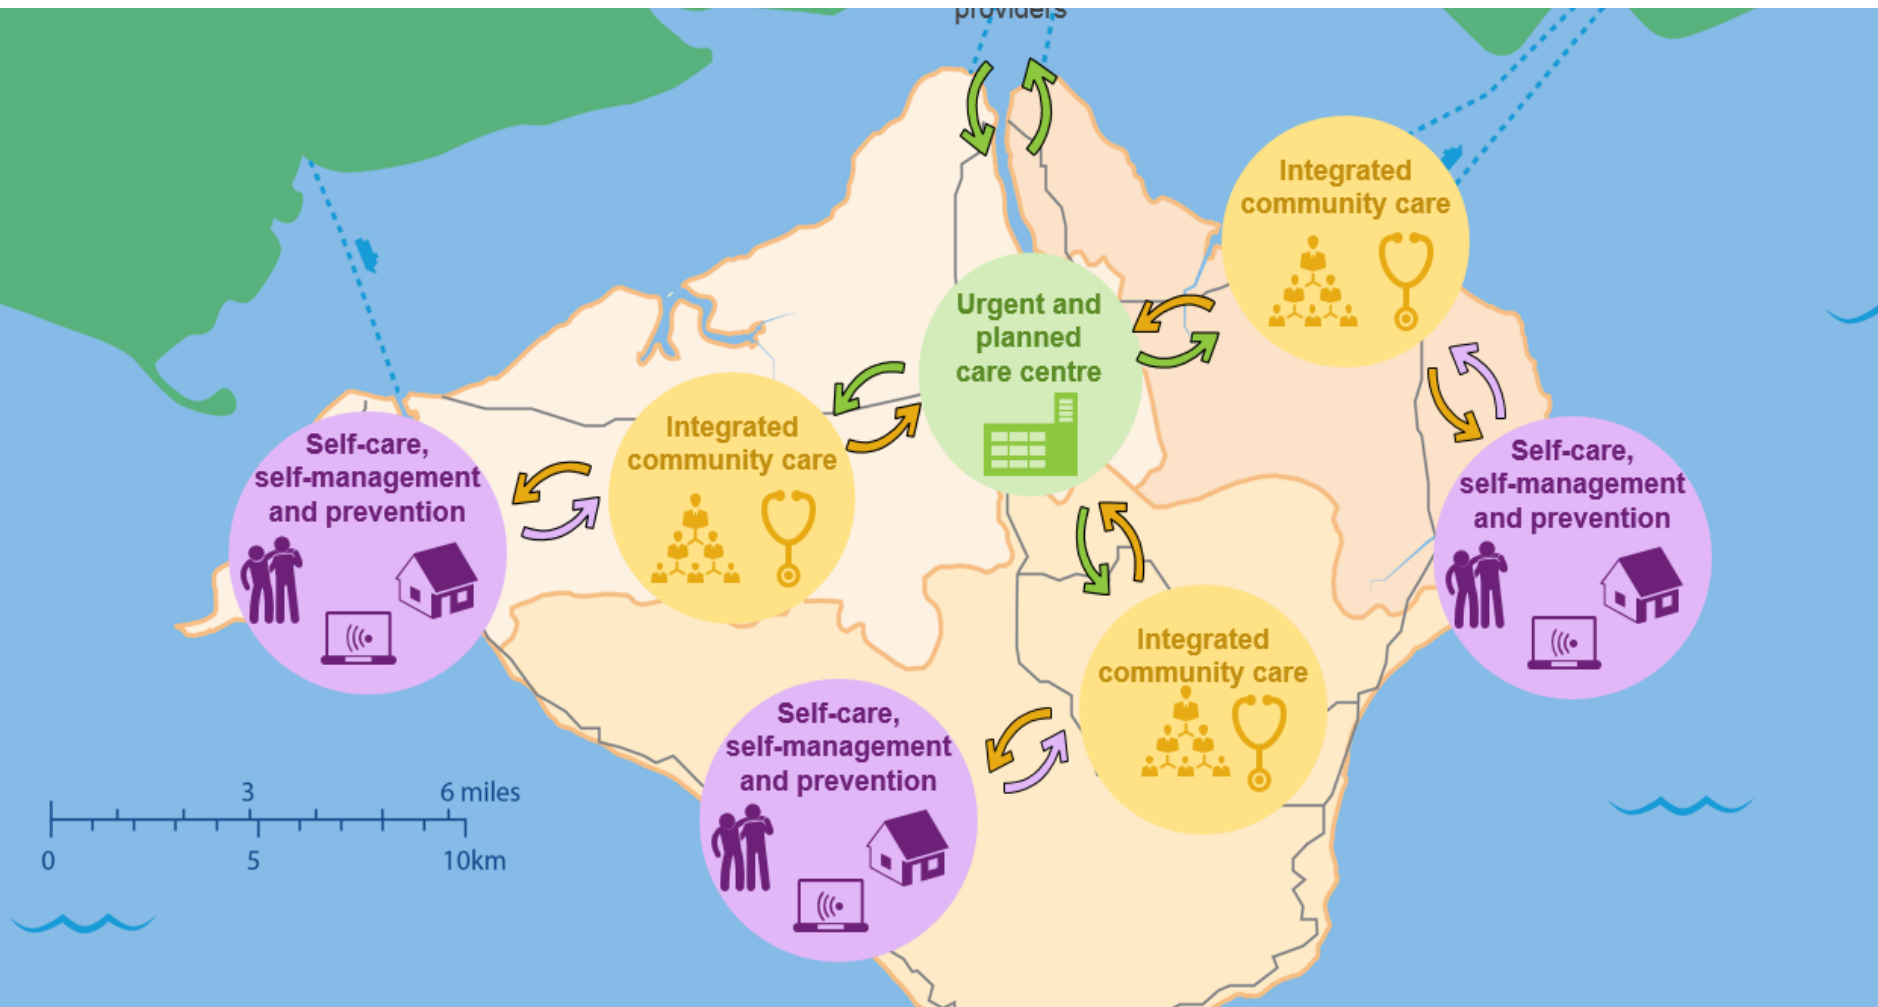 providers
Integrated
community care
Urgent and
planned
care centre
Integrated
community care
Self-care,
self-management
and prevention
Self-care,
self-management
and prevention
Integrated
community care
Self-care,
self-management
and prevention
3 6 miles
0 5 10km